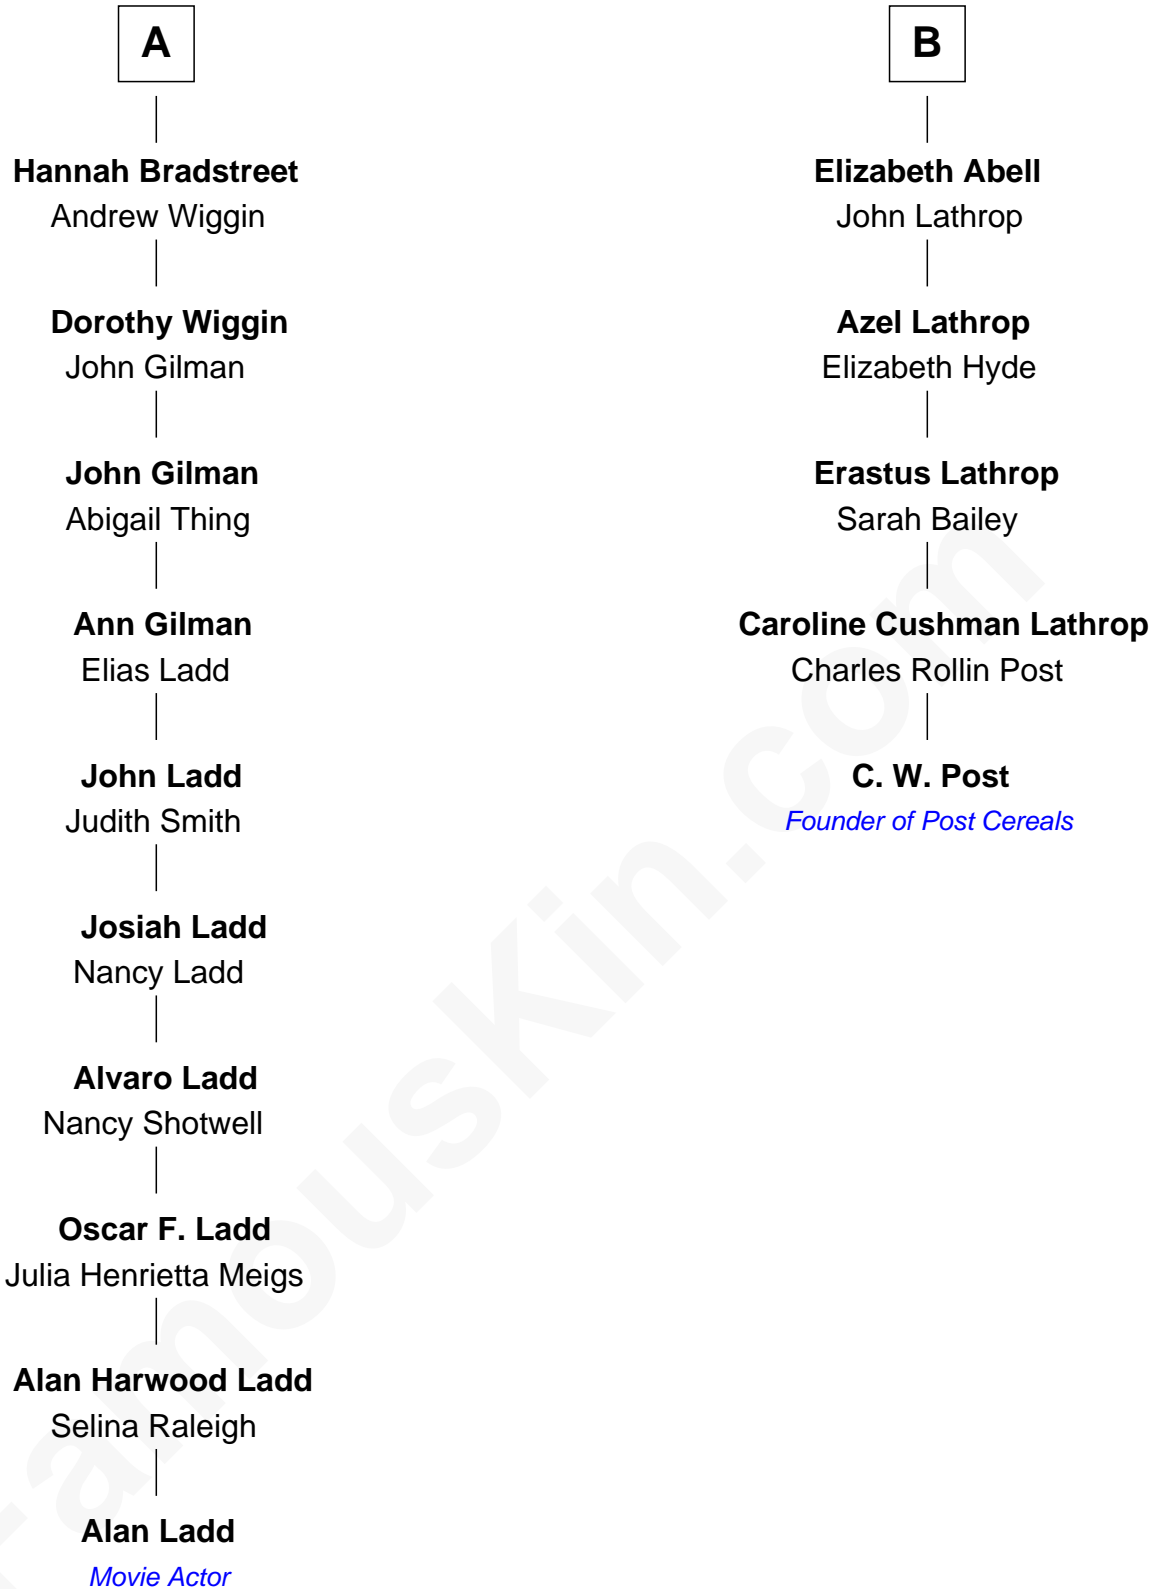 A
Hannah Bradstreet
Andrew Wiggin
Dorothy Wiggin
John Gilman
John Gilman
Abigail Thing
Ann Gilman
Elias Ladd
John Ladd
Judith Smith
Josiah Ladd
Nancy Ladd
Alvaro Ladd
Nancy Shotwell
Oscar F. Ladd
Julia Henrietta Meigs
Alan Harwood Ladd
Selina Raleigh
Alan Ladd
Movie Actor
B
Elizabeth Abell
John Lathrop
Azel Lathrop
Elizabeth Hyde
Erastus Lathrop
Sarah Bailey
Caroline Cushman Lathrop
Charles Rollin Post
C. W. Post
Founder of Post Cereals
FamousKin.com